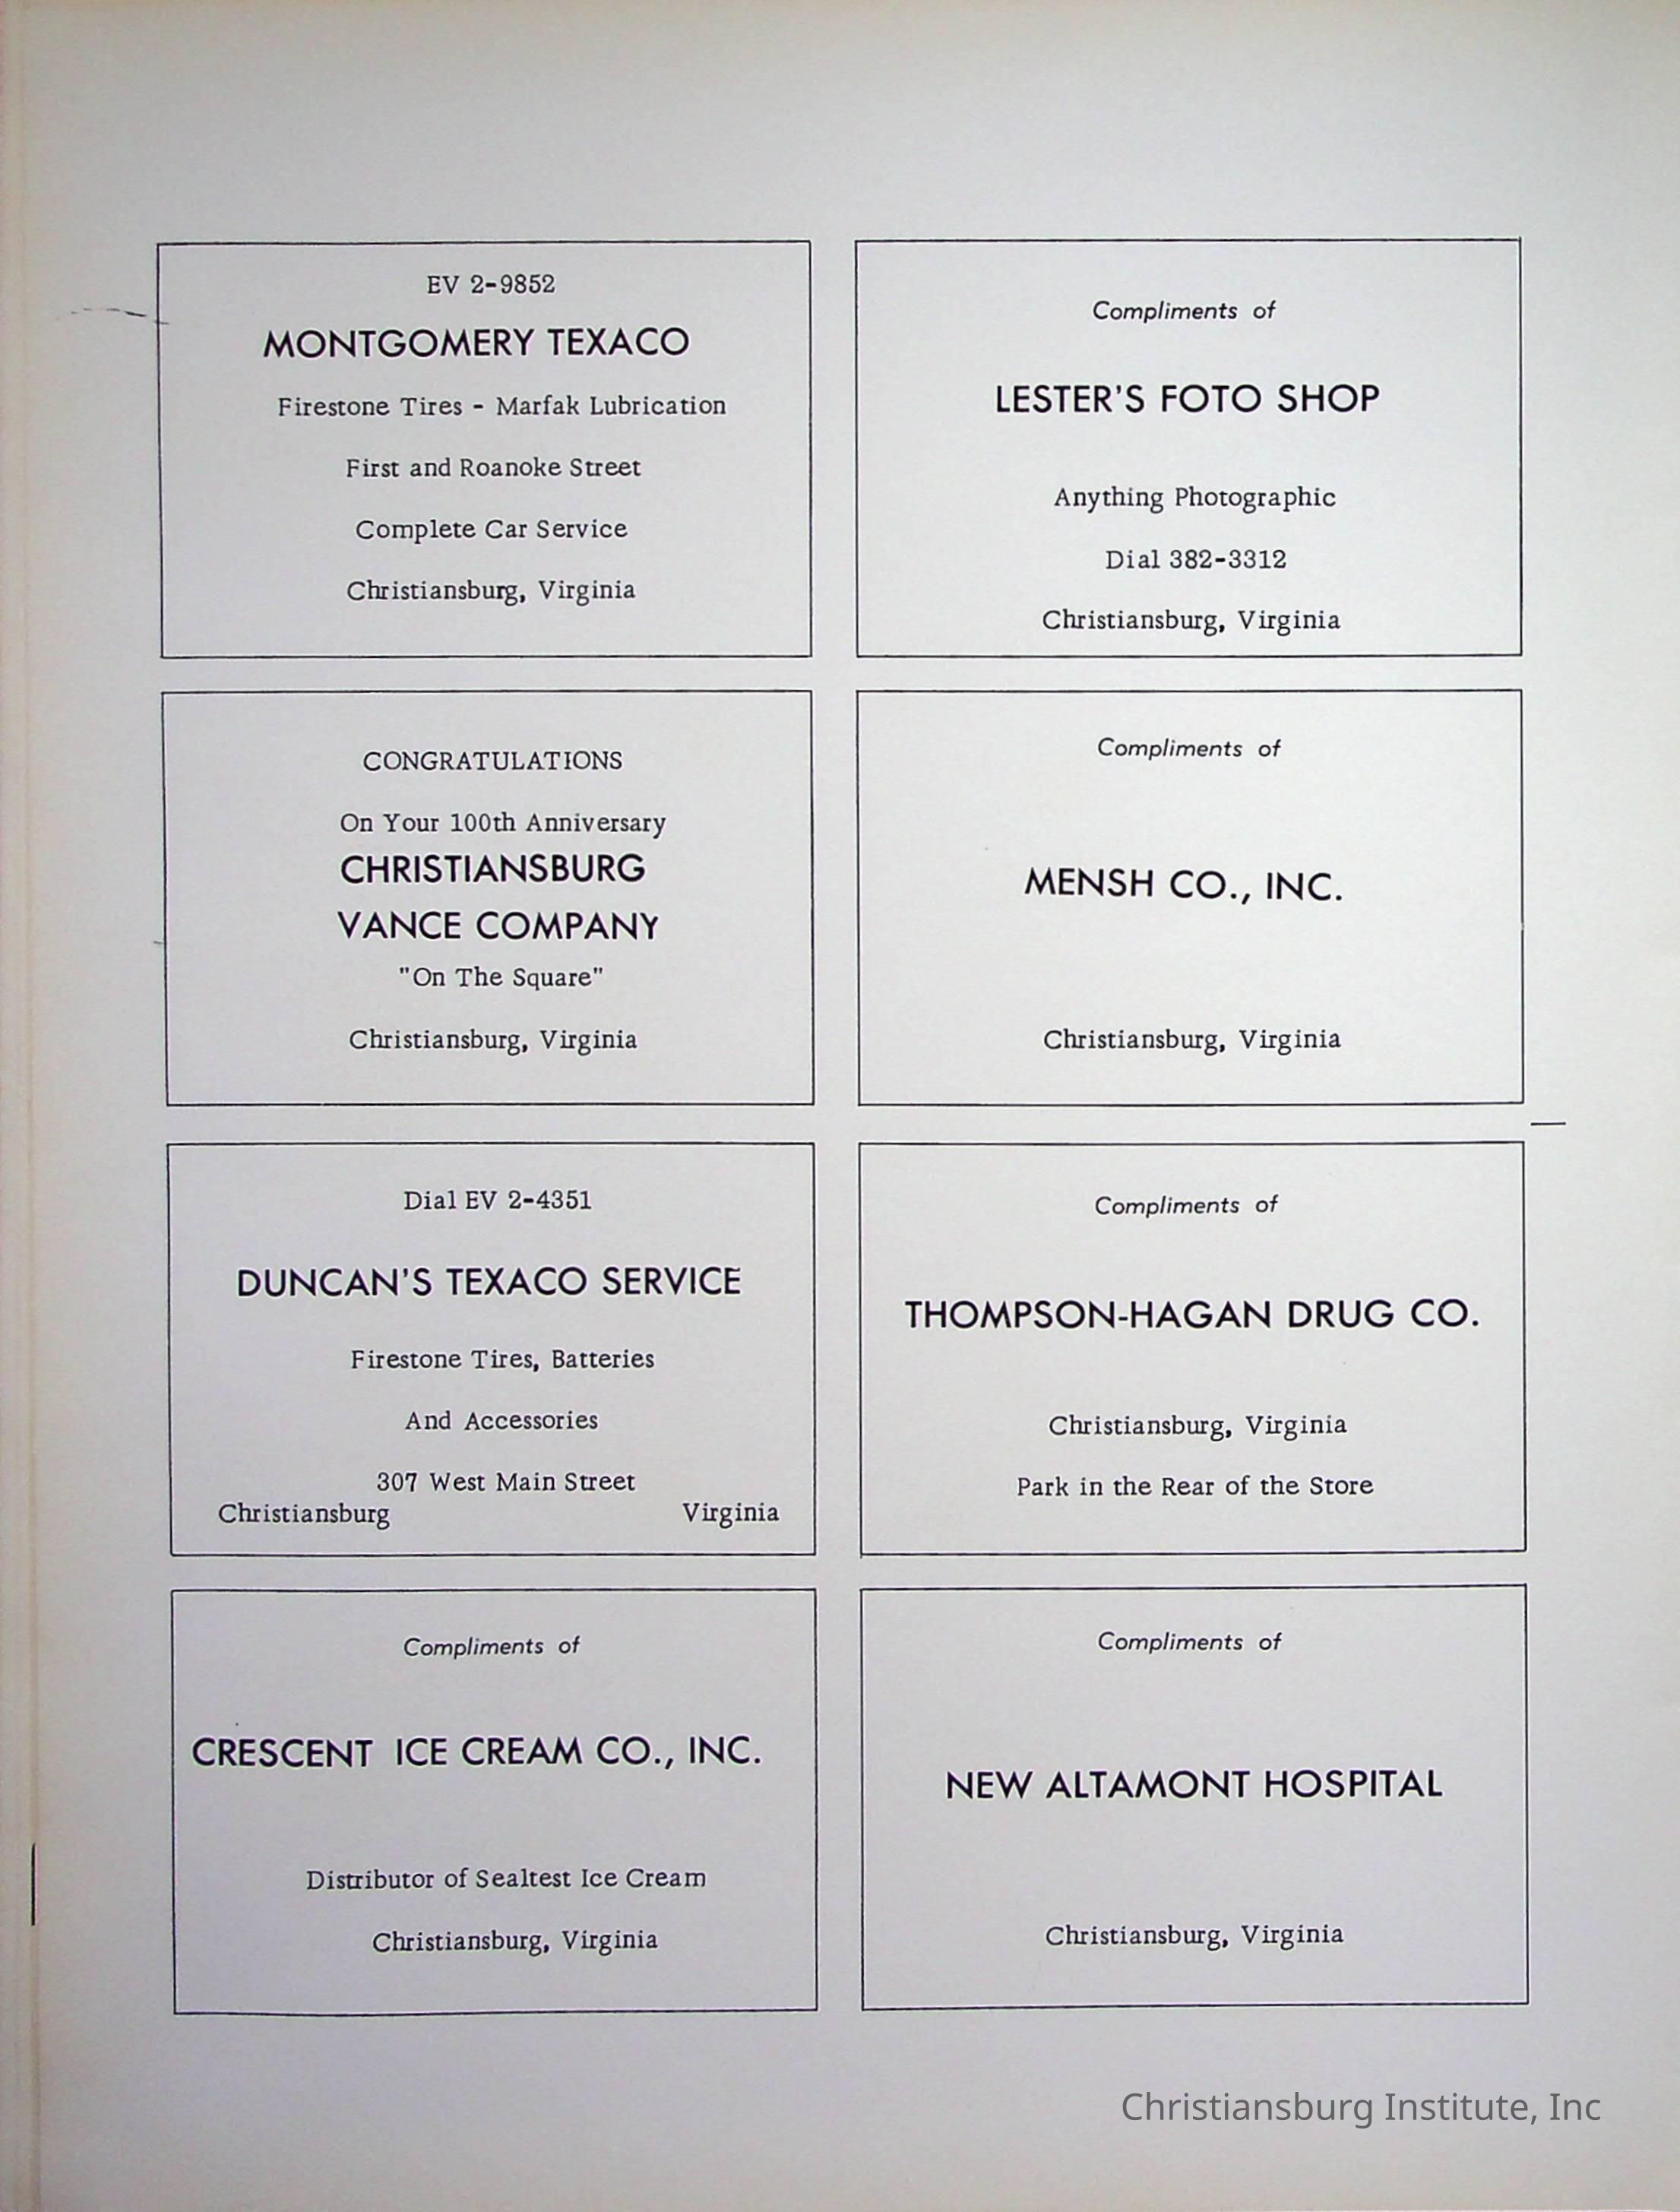 EV 2-9852
MONTGOMERY TEXACO
Firestone Tires - Marfak Lubrication
First and Roanoke Street
Complete Car Service
Christiansburg, Virginia
Compliments of
LESTER'S FOTO SHOP
Anything Photographic
Dial 382-3312
Christiansburg, Virginia
CONGRATULATIONS
On Your 100th Anniversary
CHRISTIANSBURG
VANCE COMPANY
"On The Square"
Christiansburg, Virginia
Compliments of
MENSH CO., INC.
Christiansburg, Virginia
Dial EV 2-4351
DUNCAN'S TEXACO SERVICE
Firestone Tires, Batteries
And Accessories
307 West Main Street
Christiansburg Virginia
Compliments of
THOMPSON-HAGAN DRUG CO.
Christiansburg, Virginia
Park in the Rear of the Store
Compliments of
CRESCENT ICE CREAM CO., INC.
Distributor of Sealtest Ice Cream
Christiansburg, Virginia
Compliments of
NEW ALTAMONT HOSPITAL
Christiansburg, Virginia
Christiansburg Institute, Inc